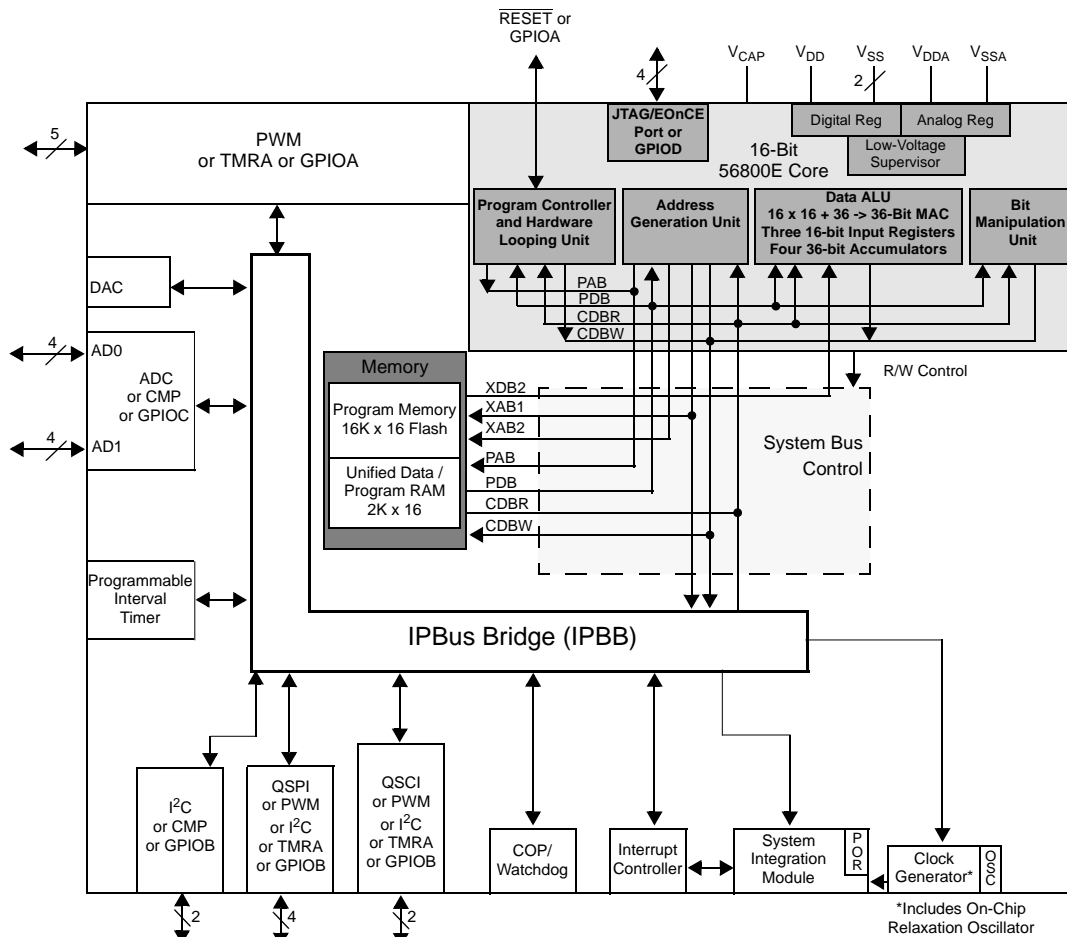 RESET or
GPIOA
4
VCAP
VDD
VSS
VDDA
VSSA
2
5
PWM
or TMRA or GPIOA
JTAG/EOnCE
Port or
GPIOD
Digital Reg
Analog Reg
Low-Voltage
Supervisor
16-Bit
56800E Core
Program Controller
and Hardware
Looping Unit
Address
Generation Unit
Data ALU
16 x 16 + 36 -> 36-Bit MAC
Three 16-bit Input Registers
Four 36-bit Accumulators
Bit
Manipulation
Unit
PAB
PDB
CDBR
CDBW
DAC
4
AD0
ADC
or CMP
or GPIOC
4
AD1
Memory
Program Memory
16K x 16 Flash
Unified Data /
Program RAM
2K x 16
XDB2
XAB1
XAB2
PAB
PDB
CDBR
CDBW
R/W Control
System Bus
Control
Programmable
Interval
Timer
IPBus Bridge (IPBB)
I2C
or CMP
or GPIOB
QSPI
or PWM
or I2C
or TMRA
or GPIOB
QSCI
or PWM
or I2C
or TMRA
or GPIOB
COP/
Watchdog
Interrupt
Controller
System
Integration
Module
POR
Clock
Generator*
OSC
2
4
2
*Includes On-Chip
Relaxation Oscillator